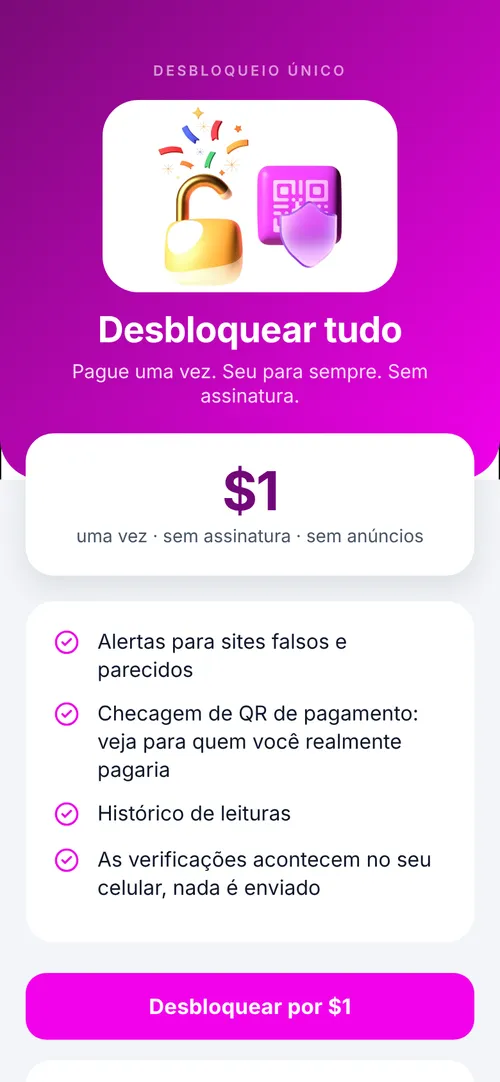 DESBLOQUEIO ÚNICO
Desbloquear tudo
Pague uma vez. Seu para sempre. Sem
assinatura.
$1
uma vez · sem assinatura · sem anúncios
Alertas para sites falsos e
parecidos
Checagem de QR de pagamento:
veja para quem você realmente
pagaria
Histórico de leituras
As verificações acontecem no seu
celular, nada é enviado
Desbloquear por $1